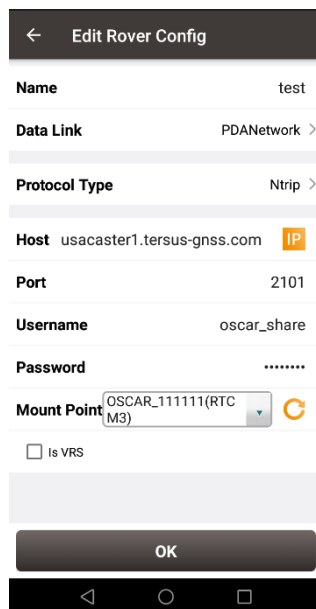 Edit Rover Config
Name test
Data Link PDANetwork
Protocol Type Ntrip
Host usacaster1.tersus-gnss.com IP
Port 2101
Username oscar_share
Password ········
Mount Point OSCAR_111111(RTC
M3)
Is VRS
OK